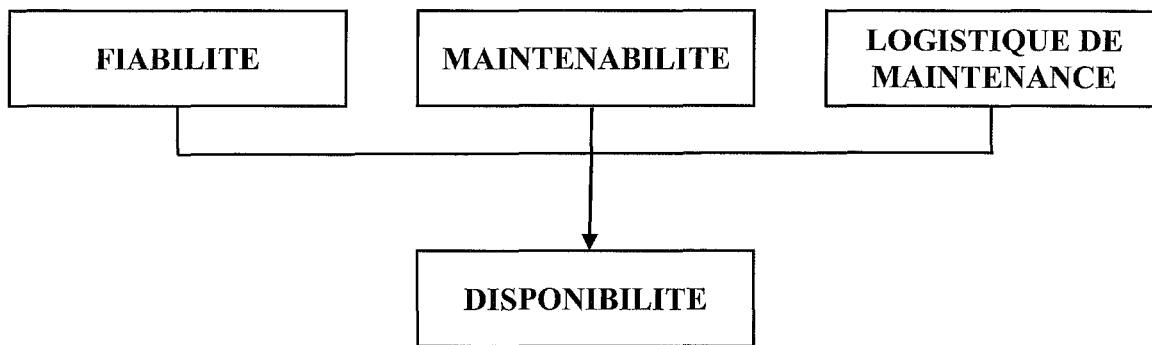 FIABILITE
MAINTENABILITE
LOGISTIQUE DE
MAINTENANCE
DISPONIBILITE